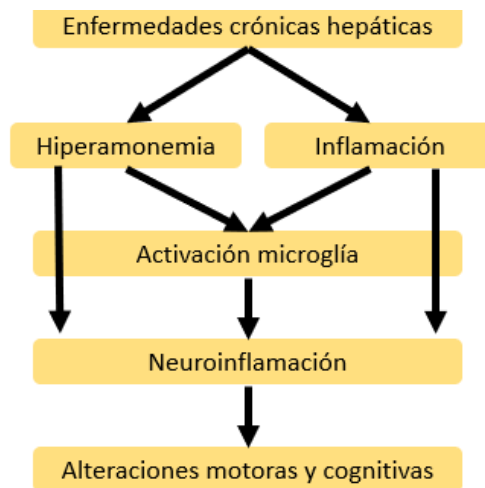 Enfermedades crónicas hepáticas
Hiperamonemia
Inflamación
Activación microglía
Neuroinflamación
Alteraciones motoras y cognitivas